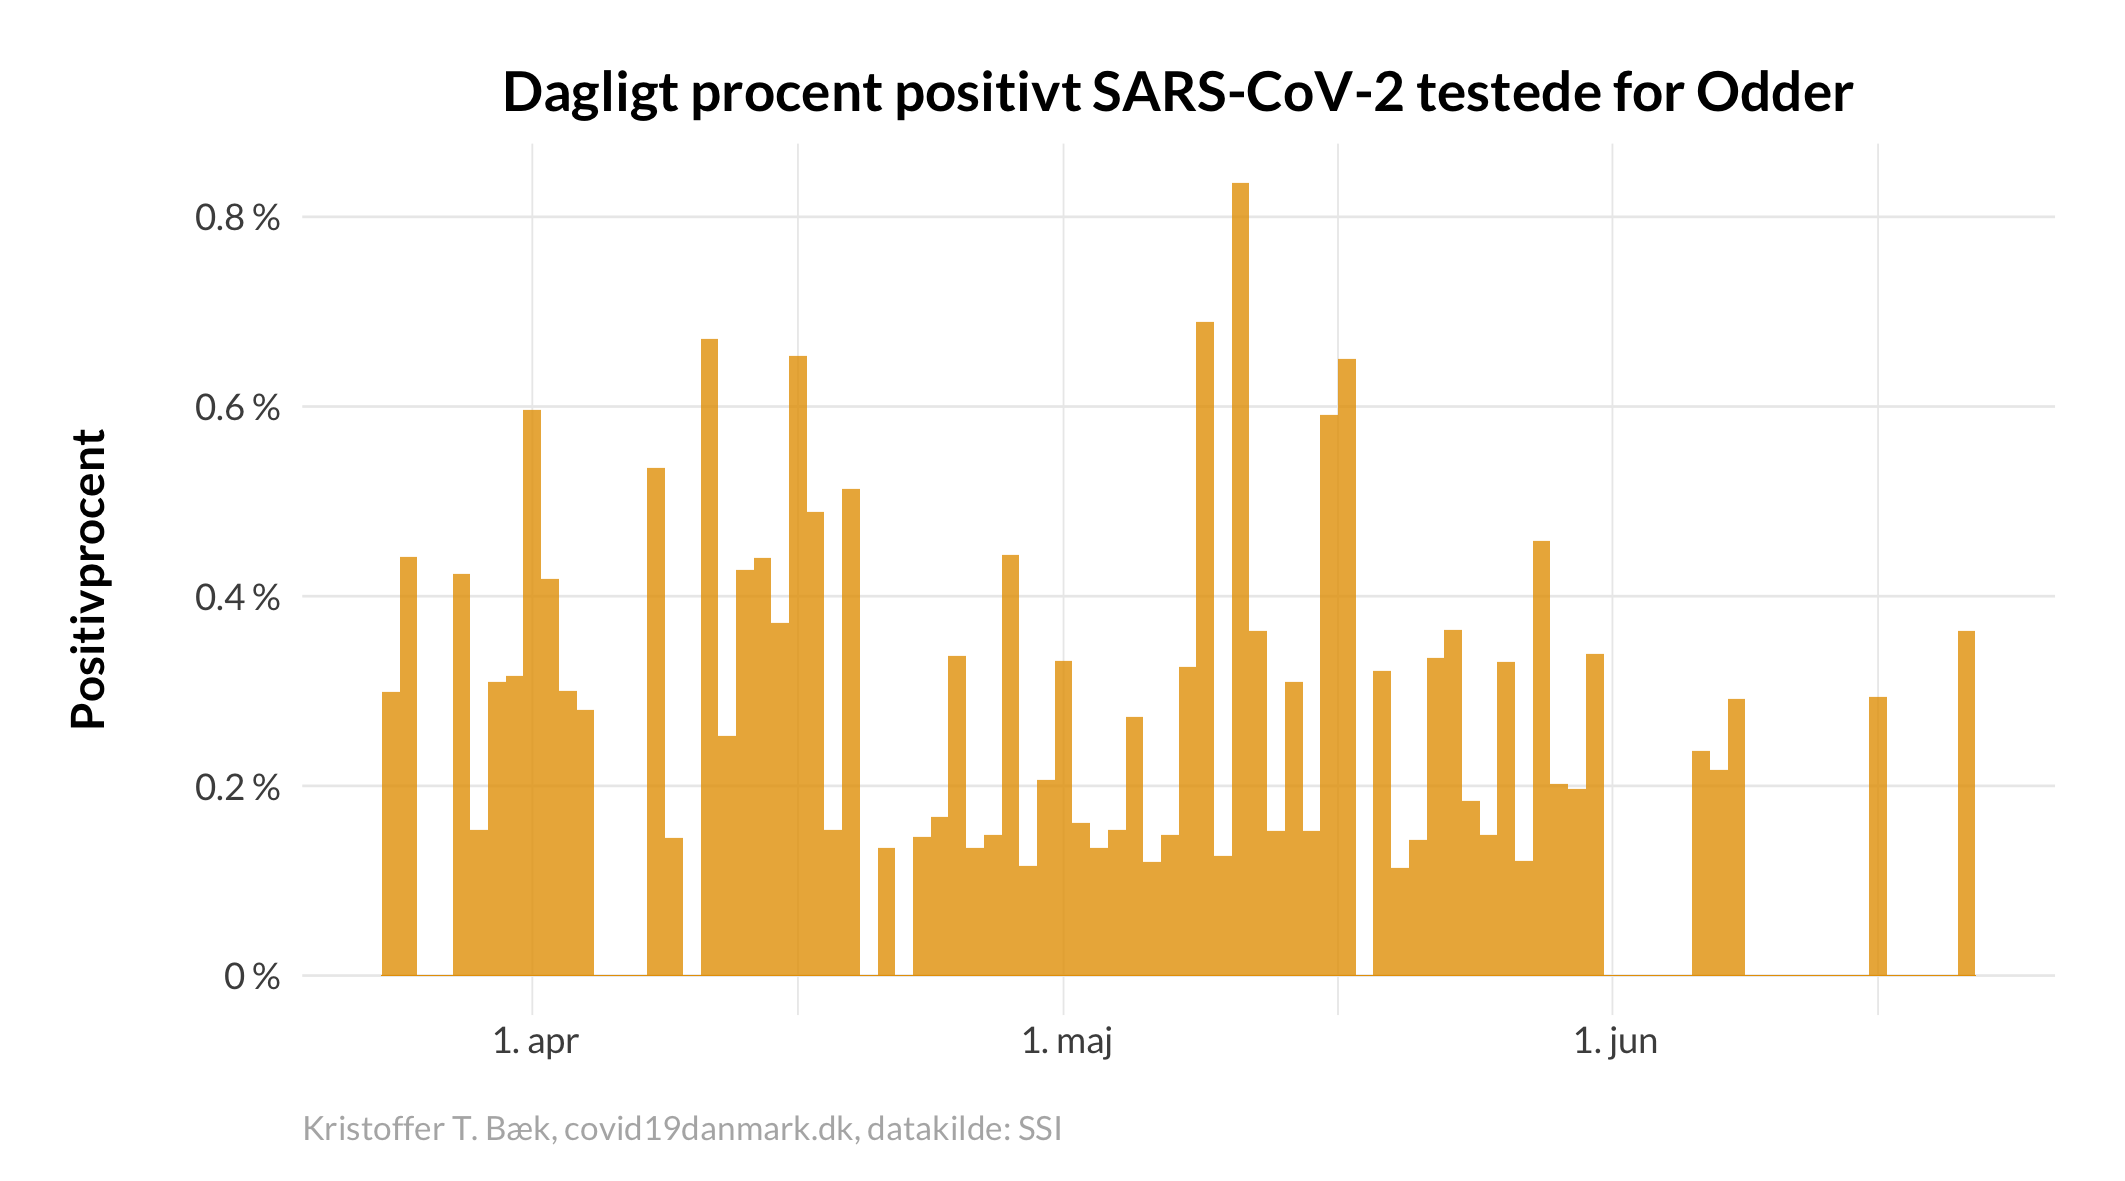 Dagligt procent positivt SARS-CoV-2 testede for Odder
Positivprocent
0.8 %
0.6 %
0.4 %
0.2 %
0 %
1. apr
1. maj
1. jun
Kristoffer T. Bæk, covid19danmark.dk, datakilde: SSI